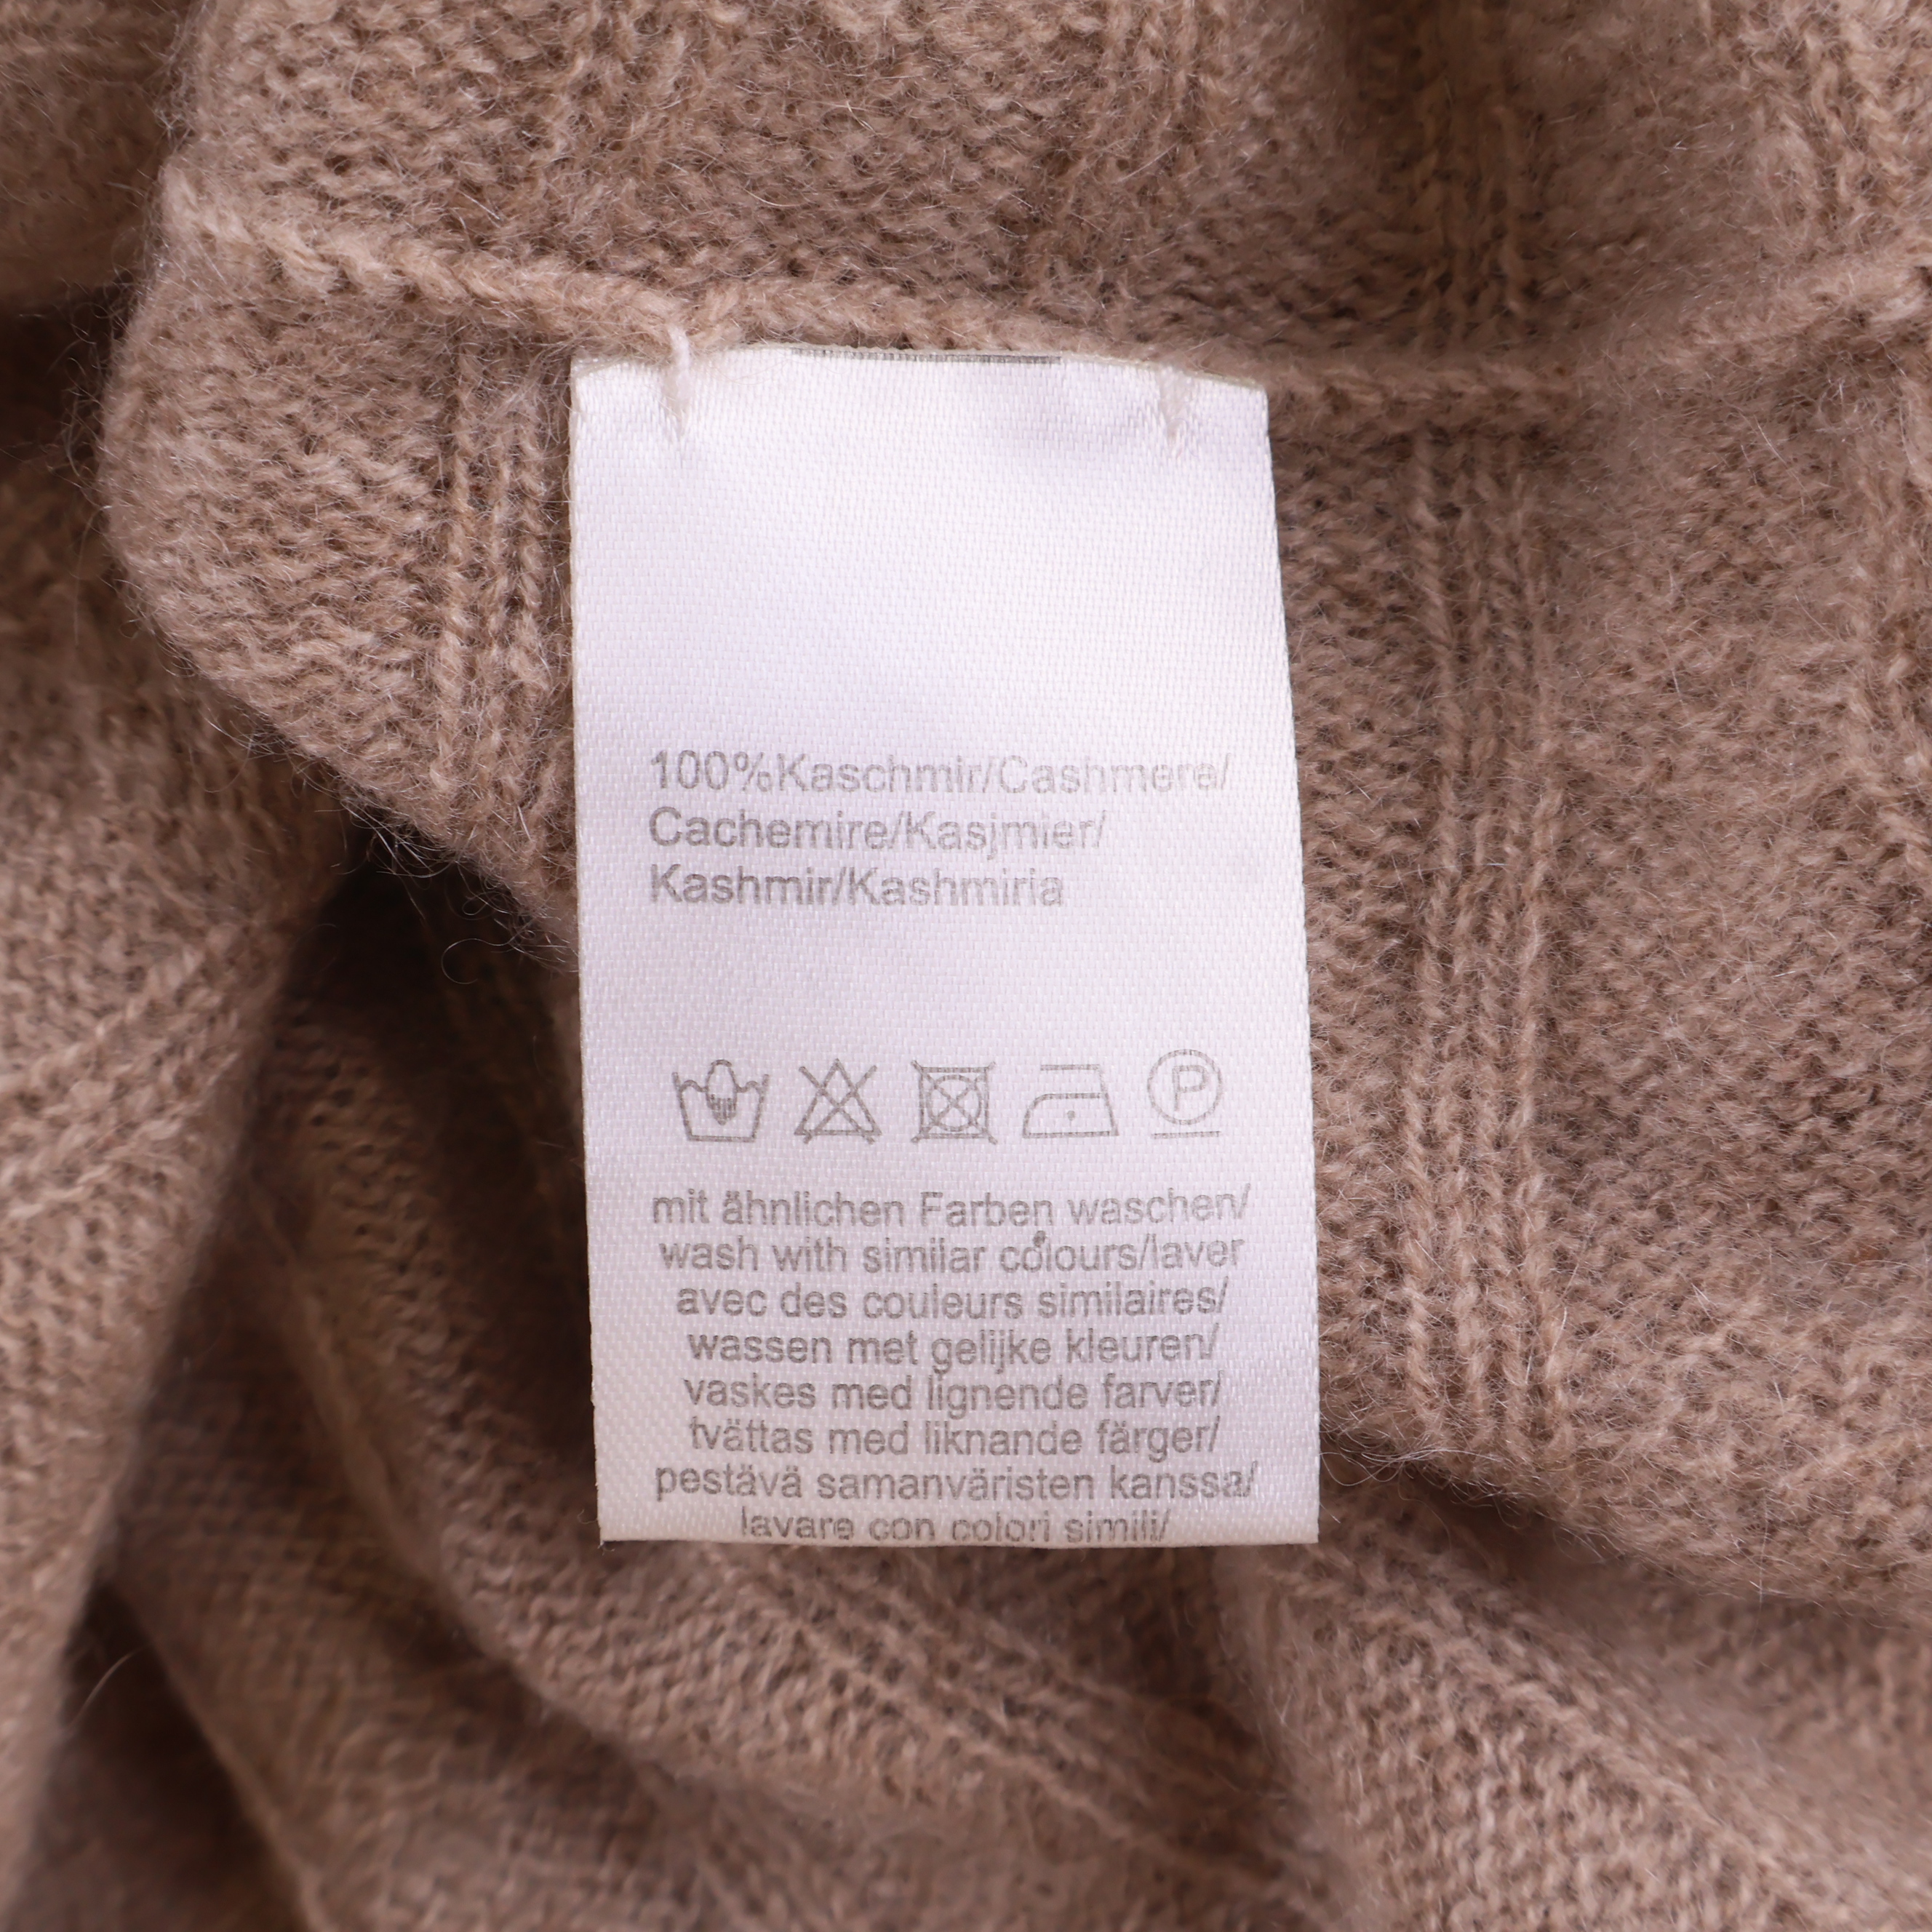 100%Kaschmir/Cashmere/
Cachemire/Kasjmier/
Kashmir/Kashmiria
P
mit ähnlichen Farben waschen/
wash with similar colours/laver
avec des couleurs similaires/
wassen met gelijke kleuren/
vaskes med lignende farver/
tvättas med liknande färger/
pestävä samanväristen kanssa/
lavare con colori simili/